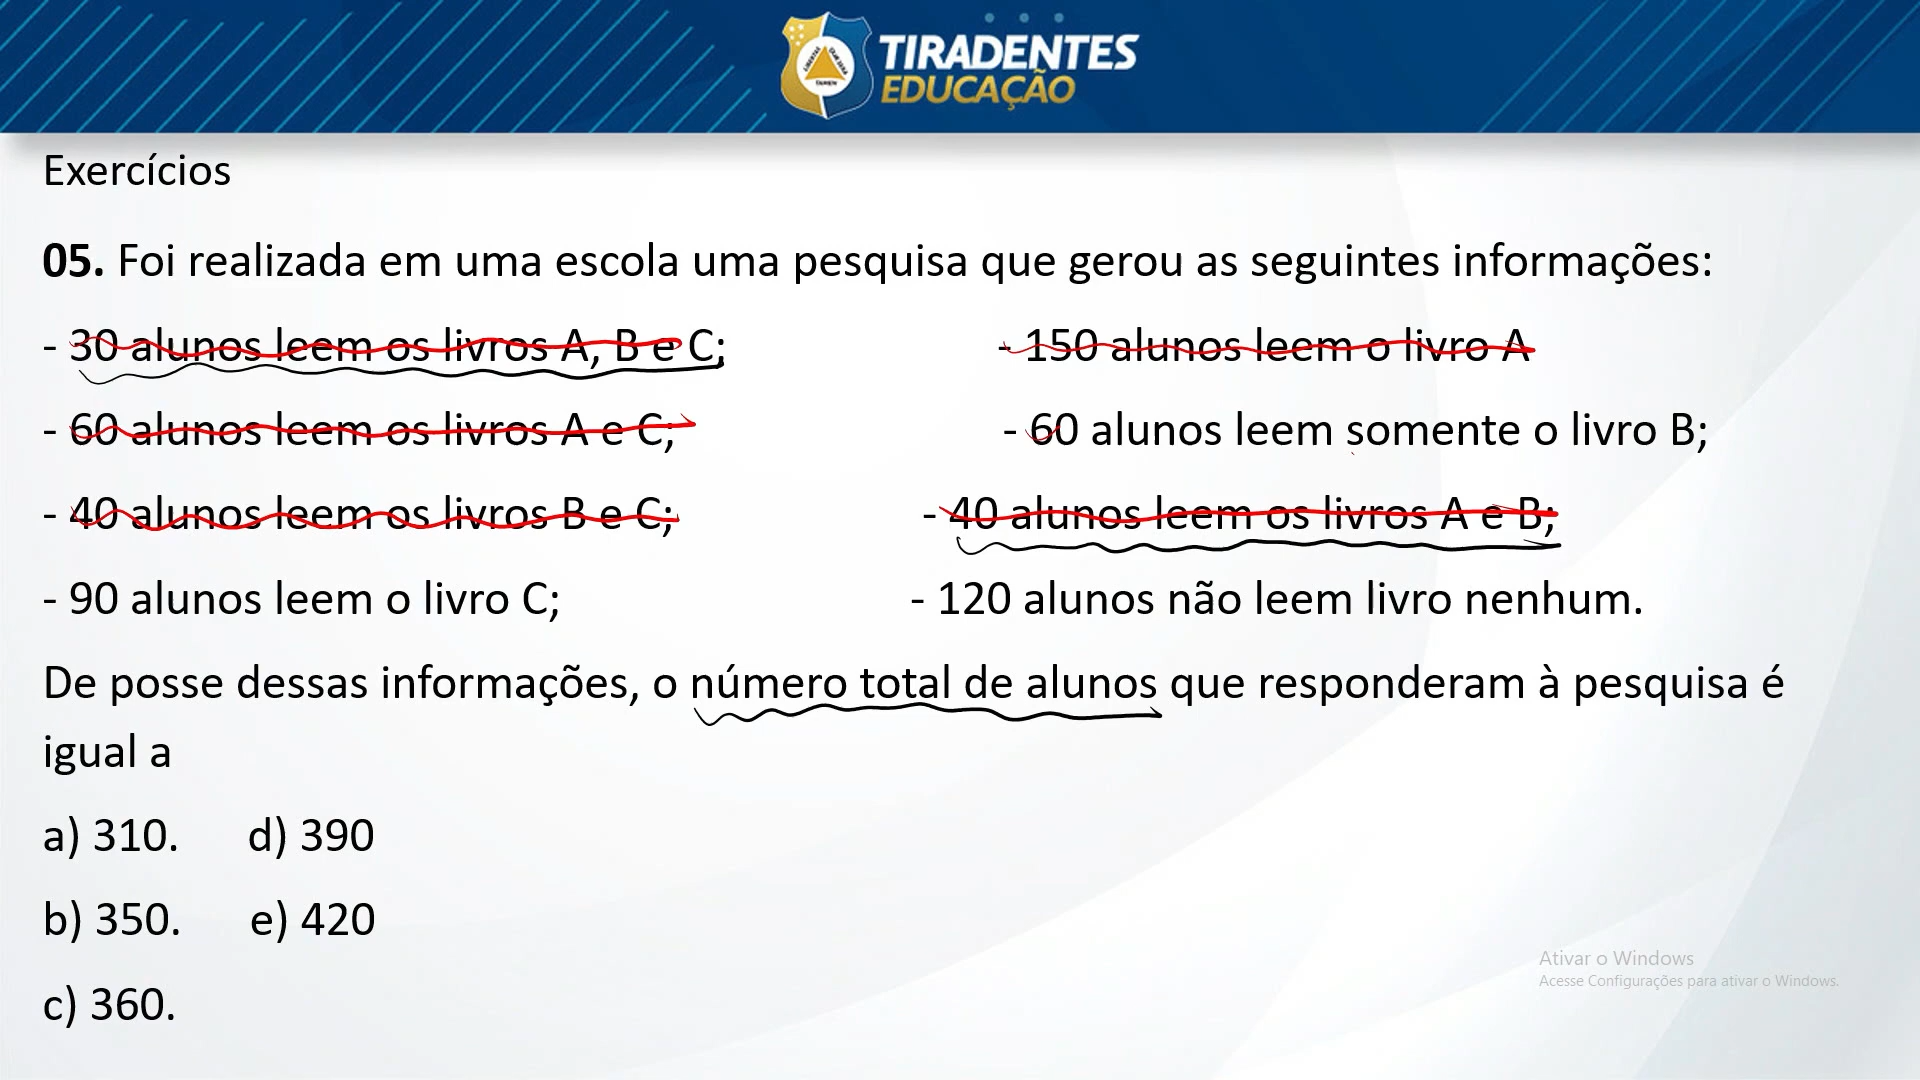 TIRADENTES
EDUCAÇÃO
Exercícios
05. Foi realizada em uma escola uma pesquisa que gerou as seguintes informações:
- 30 alunos leem os livros A, B e C; - 150 alunos leem o livro A
- 60 alunos leem os livros A e C; - 60 alunos leem somente o livro B;
- 40 alunos leem os livros B e C; - 40 alunos leem os livros A e B;
- 90 alunos leem o livro C; - 120 alunos não leem livro nenhum.
De posse dessas informações, o número total de alunos que responderam à pesquisa é
igual a
a) 310. d) 390
b) 350. e) 420
c) 360.
Ativar o Windows
Acesse Configurações para ativar o Windows.